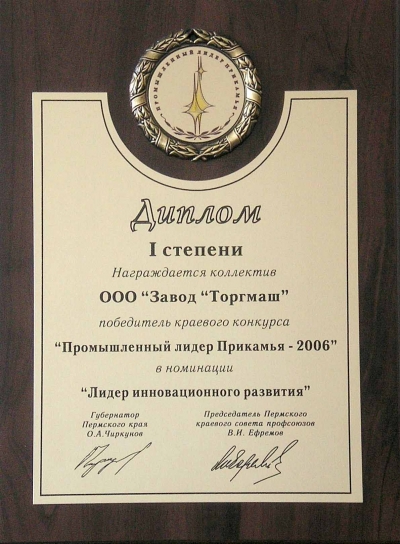 ПРОМЫШЛЕННЫЙ ЛИДЕР ПРИКАМЬЯ
Диплом
I степени
Награждается коллектив
ООО “Завод “Торгмаш”
победитель краевого конкурса
“Промышленный лидер Прикамья - 2006”
в номинации
“Лидер инновационного развития”
Губернатор
Пермского края
О.А.Чиркунов
Председатель Пермского
краевого совета профсоюзов
В.И. Ефремов